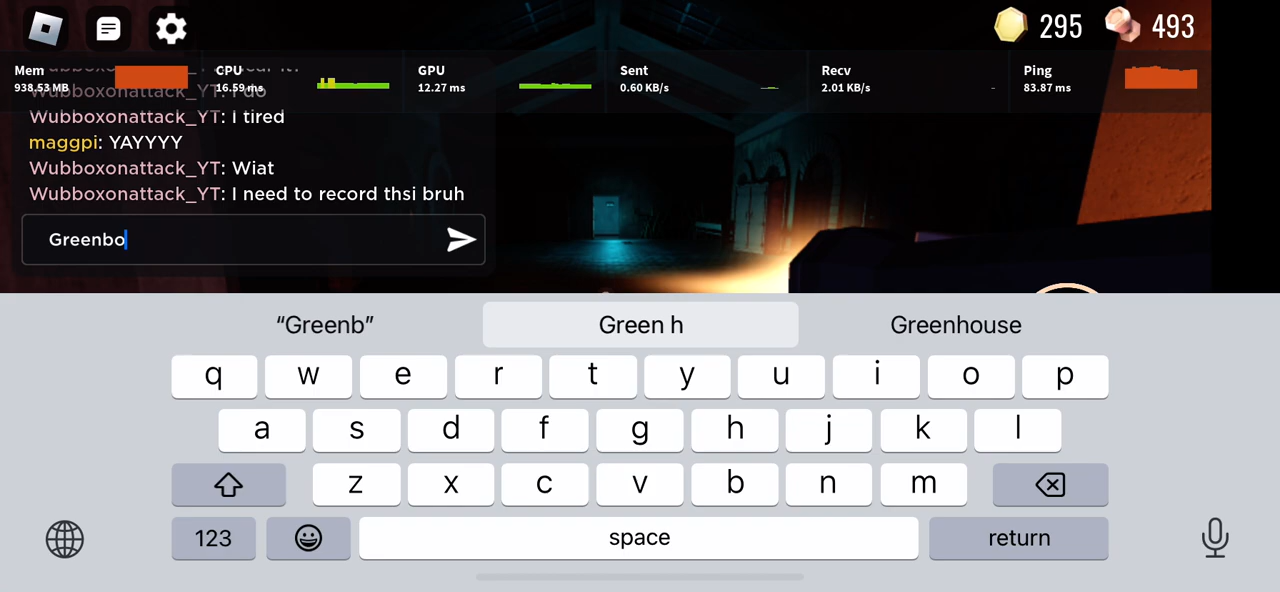 295 493
Mem CPU GPU Sent Recv Ping
938.53 MB 16.59 ms 12.27 ms 0.60 KB/s 2.01 KB/s 83.87 ms
Wubboxonattack_YT: I do
Wubboxonattack_YT: I tired
maggpi: YAYYYY
Wubboxonattack_YT: Wiat
Wubboxonattack_YT: I need to record thsi bruh
Greenbo
“Greenb” Green h Greenhouse
q w e r t y u i o p
a s d f g h j k l
z x c v b n m
123 space return